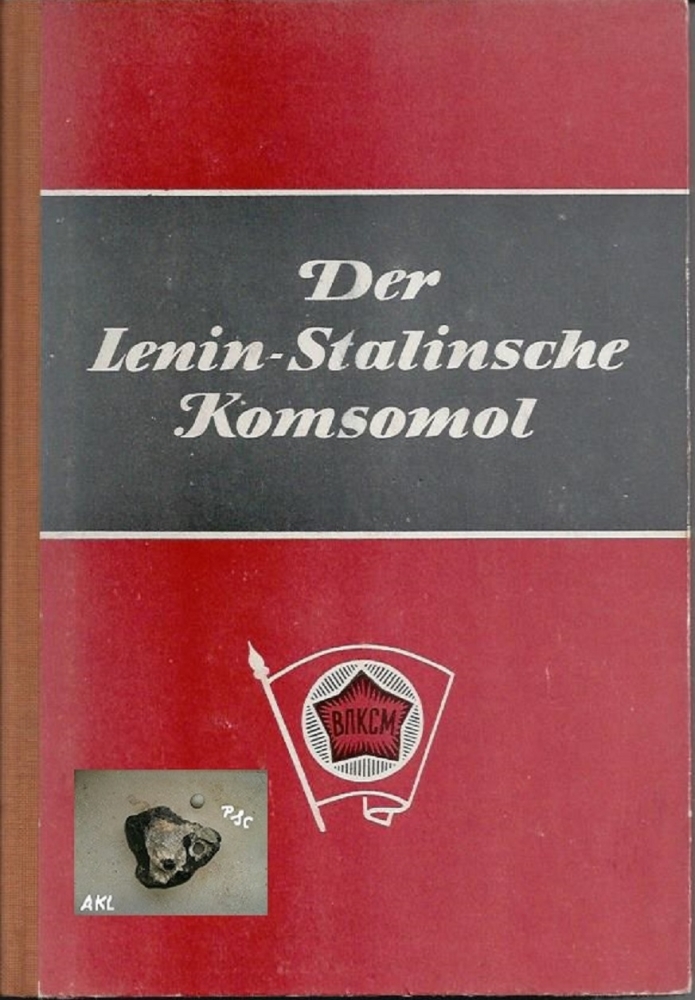 Der
Lenin-Stalinsche
Komsomol
ВЛКСМ
PSC
AKL